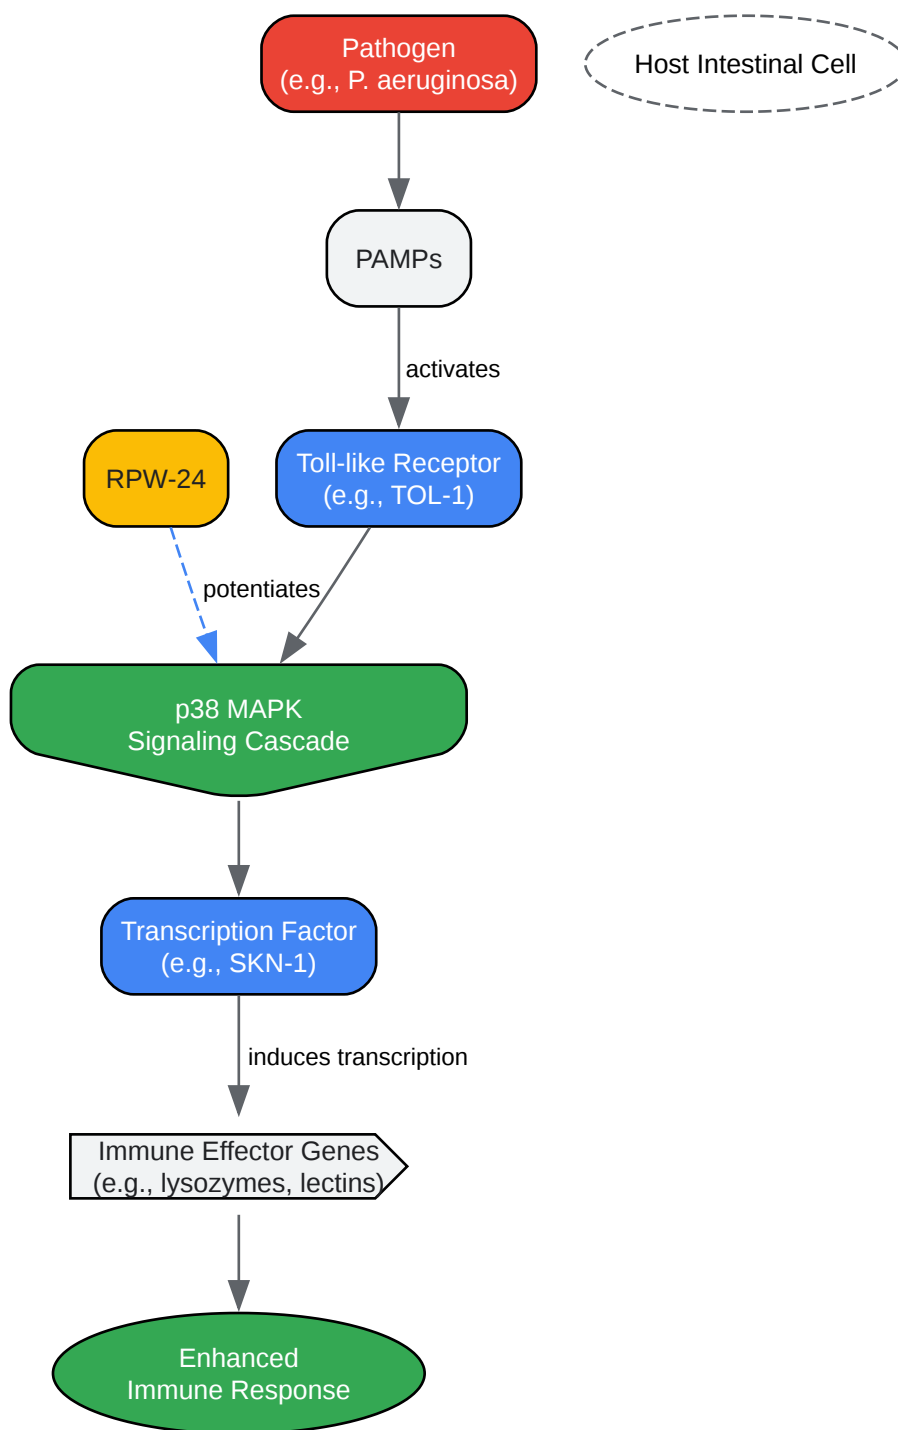 Pathogen
(e.g., P. aeruginosa)
Host Intestinal Cell
PAMPs
activates
RPW-24
Toll-like Receptor
(e.g., TOL-1)
potentiates
p38 MAPK
Signaling Cascade
Transcription Factor
(e.g., SKN-1)
induces transcription
Immune Effector Genes
(e.g., lysozymes, lectins)
Enhanced
Immune Response